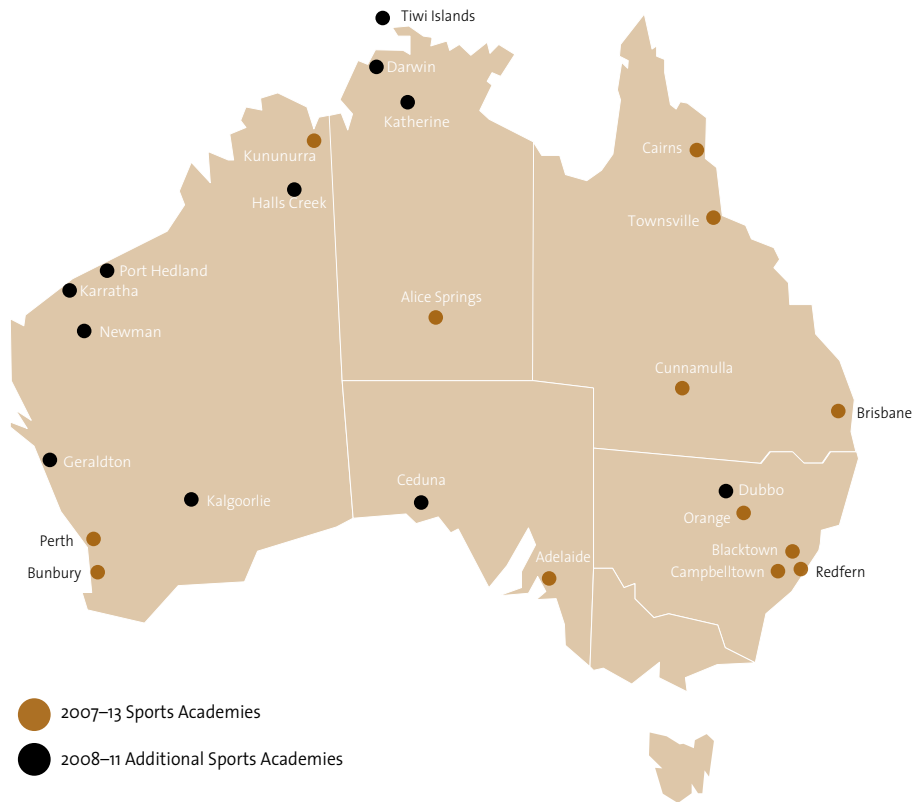 Tiwi Islands
Darwin
Katherine
Cairns
Kununurra
Halls Creek
Townsville
Port Hedland
Karratha
Alice Springs
Newman
Cunnamulla
Brisbane
Geraldton
Ceduna
Dubbo
Kalgoorlie
Orange
Perth
Blacktown
Adelaide
Bunbury
Campbelltown
Redfern
2007–13 Sports Academies
2008–11 Additional Sports Academies